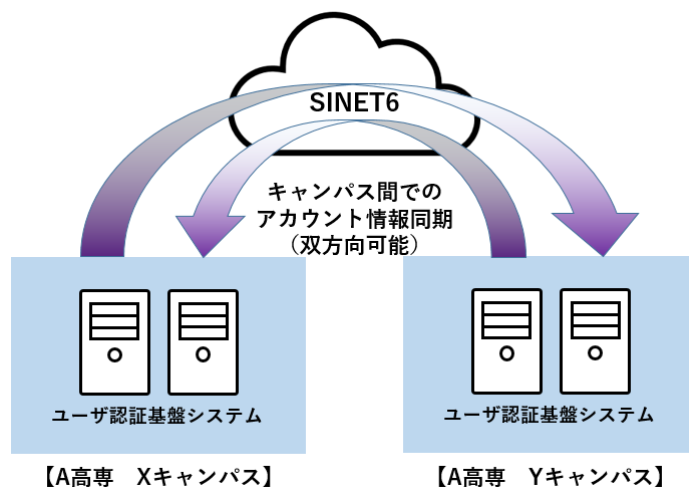 SINET6
キャンパス間での
アカウント情報同期
（双方向可能）
ユーザ認証基盤システム
ユーザ認証基盤システム
【A高専　Xキャンパス】
【A高専　Yキャンパス】